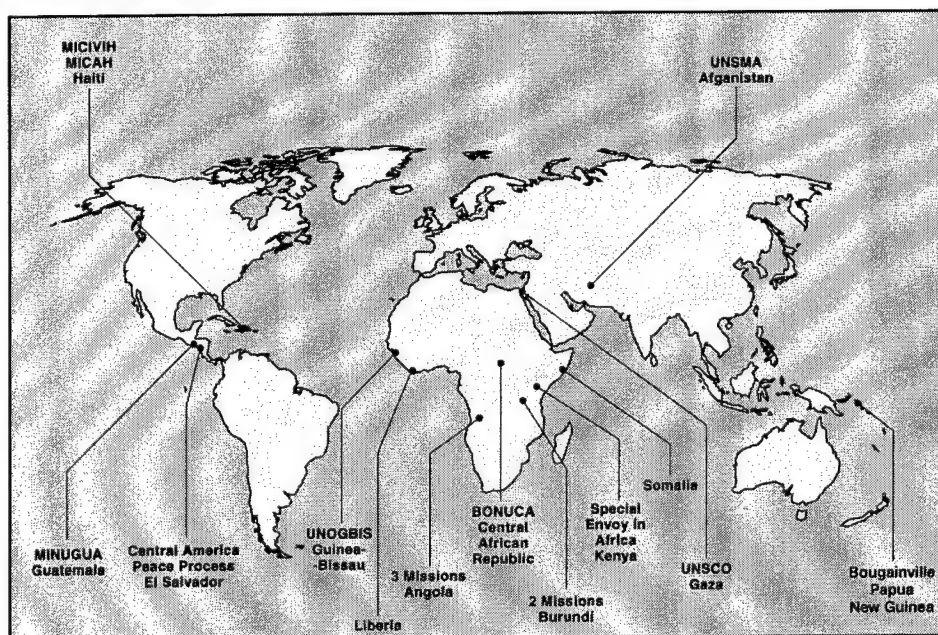 MICIVIH
MICAH
Haiti
UNSMA
Afganistan
MINUGUA
Guatemala
Central America
Peace Process
El Salvador
UNOGBIS
Guinea-
-Bissau
Liberia
3 Missions
Angola
BONUCA
Central
African
Republic
2 Missions
Burundi
Special
Envoy in
Africa
Kenya
Somalia
UNSCO
Gaza
Bougainville
Papua
New Guinea